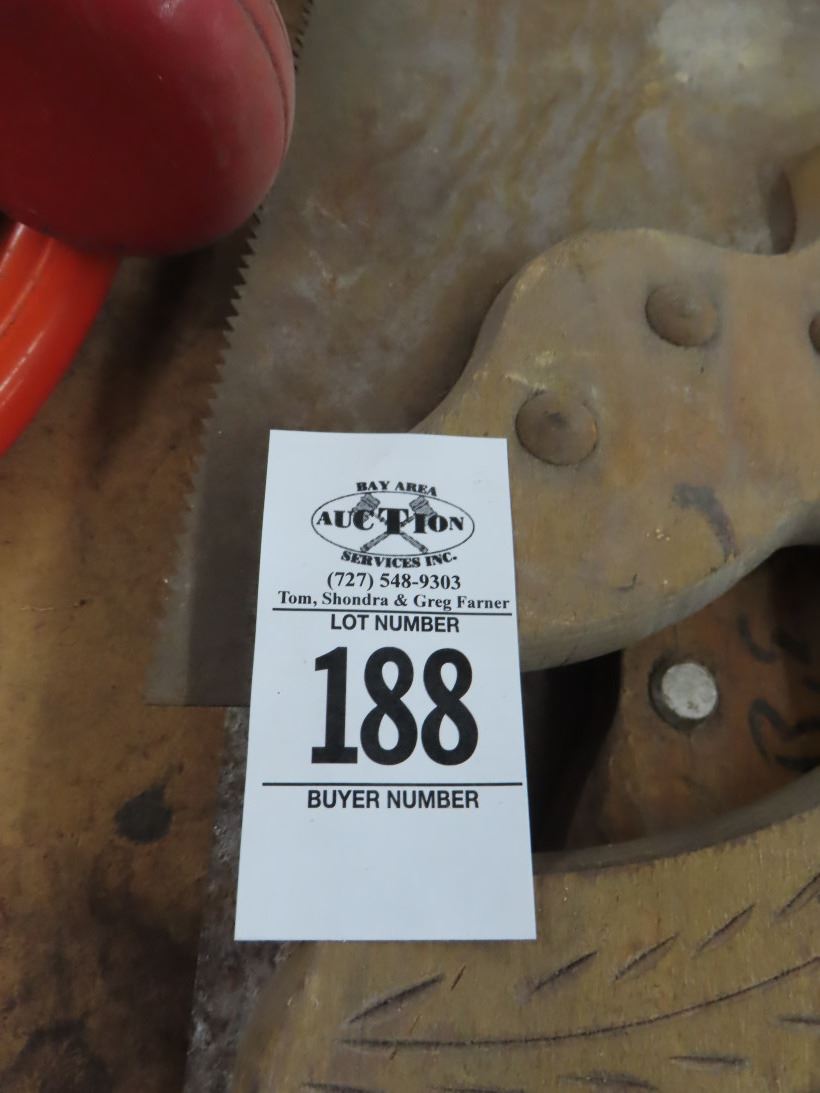 BAY AREA
AUCTION
SERVICES INC.
(727) 548-9303
Tom, Shondra & Greg Farner
LOT NUMBER
188
BUYER NUMBER